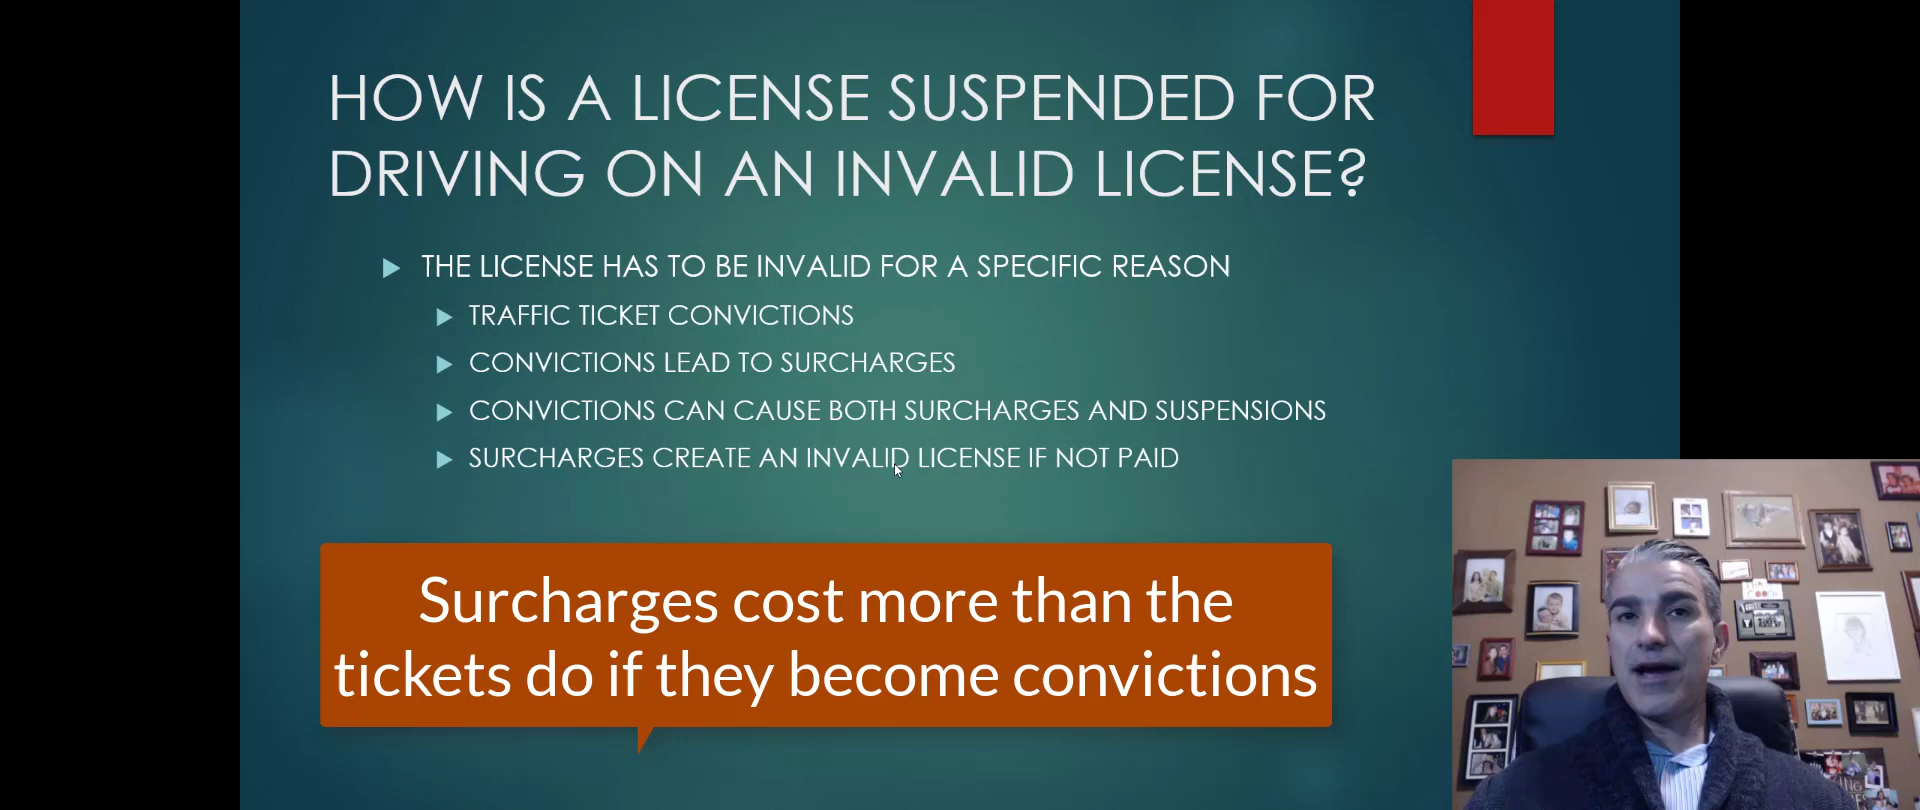 HOW IS A LICENSE SUSPENDED FOR
DRIVING ON AN INVALID LICENSE?
THE LICENSE HAS TO BE INVALID FOR A SPECIFIC REASON
TRAFFIC TICKET CONVICTIONS
CONVICTIONS LEAD TO SURCHARGES
CONVICTIONS CAN CAUSE BOTH SURCHARGES AND SUSPENSIONS
SURCHARGES CREATE AN INVALID LICENSE IF NOT PAID
Surcharges cost more than the
tickets do if they become convictions